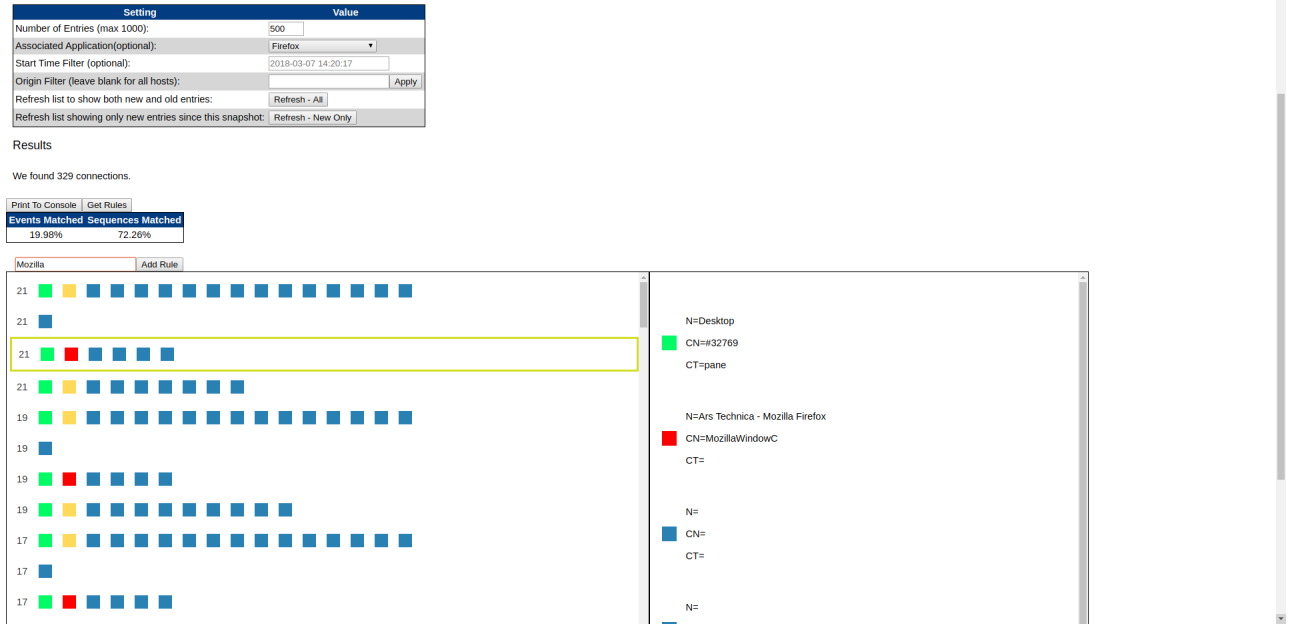 Setting Value
Number of Entries (max 1000): 500
Associated Application(optional): Firefox
Start Time Filter (optional): 2018-03-07 14:20:17
Origin Filter (leave blank for all hosts): Apply
Refresh list to show both new and old entries: Refresh - All
Refresh list showing only new entries since this snapshot: Refresh - New Only
Results
We found 329 connections.
Print To Console Get Rules
Events Matched Sequences Matched
19.98% 72.26%
Mozilla Add Rule
21
21
21
21
19
19
19
19
17
17
17
N=Desktop
CN=#32769
CT=pane
N=Ars Technica - Mozilla Firefox
CN=MozillaWindowC
CT=
N=
CN=
CT=
N=